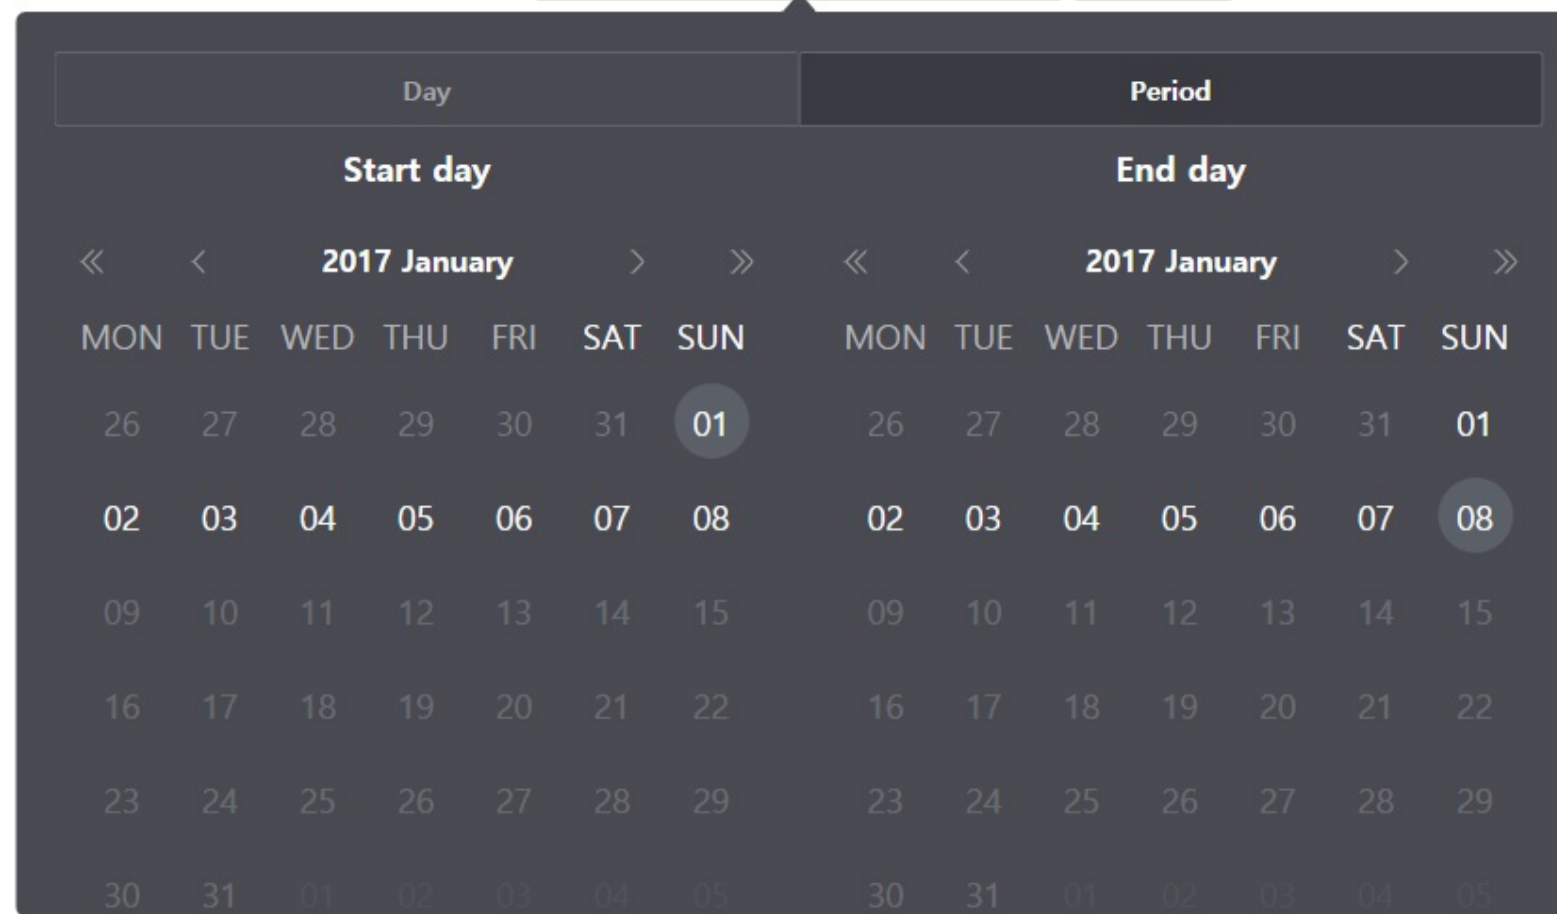 Day Period
Start day End day
2017 January 2017 January
MON TUE WED THU FRI SAT SUN MON TUE WED THU FRI SAT SUN
26 27 28 29 30 31 01 26 27 28 29 30 31 01
02 03 04 05 06 07 08 02 03 04 05 06 07 08
09 10 11 12 13 14 15 09 10 11 12 13 14 15
16 17 18 19 20 21 22 16 17 18 19 20 21 22
23 24 25 26 27 28 29 23 24 25 26 27 28 29
30 31 01 02 03 04 05 30 31 01 02 03 04 05